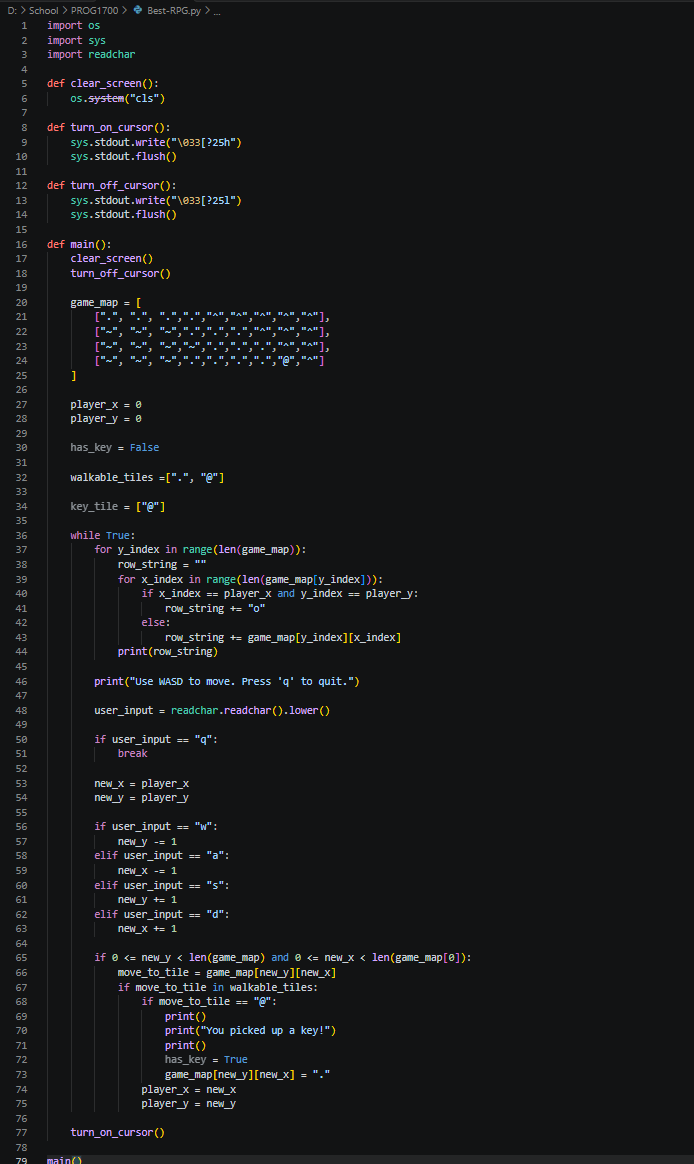 D: > School > PROG1700 > Best-RPG.py > ...
1 import os
2 import sys
3 import readchar
4
5 def clear_screen():
6     os.system("cls")
7
8 def turn_on_cursor():
9     sys.stdout.write("\033[?25h")
10     sys.stdout.flush()
11
12 def turn_off_cursor():
13     sys.stdout.write("\033[?25l")
14     sys.stdout.flush()
15
16 def main():
17     clear_screen()
18     turn_off_cursor()
19
20     game_map = [
21         [".", ".", ".",".","^","^","^","^","^"],
22         ["~", "~", "~",".",".",".","^","^","^"],
23         ["~", "~", "~","~",".",".",".","^","^"],
24         ["~", "~", "~",".",".",".",".","@","^"]
25     ]
26
27     player_x = 0
28     player_y = 0
29
30     has_key = False
31
32     walkable_tiles =[".", "@"]
33
34     key_tile = ["@"]
35
36     while True:
37         for y_index in range(len(game_map)):
38             row_string = ""
39             for x_index in range(len(game_map[y_index])):
40                 if x_index == player_x and y_index == player_y:
41                     row_string += "o"
42                 else:
43                     row_string += game_map[y_index][x_index]
44             print(row_string)
45
46         print("Use WASD to move. Press 'q' to quit.")
47
48         user_input = readchar.readchar().lower()
49
50         if user_input == "q":
51             break
52
53         new_x = player_x
54         new_y = player_y
55
56         if user_input == "w":
57             new_y -= 1
58         elif user_input == "a":
59             new_x -= 1
60         elif user_input == "s":
61             new_y += 1
62         elif user_input == "d":
63             new_x += 1
64
65         if 0 <= new_y < len(game_map) and 0 <= new_x < len(game_map[0]):
66             move_to_tile = game_map[new_y][new_x]
67             if move_to_tile in walkable_tiles:
68                 if move_to_tile == "@":
69                     print()
70                     print("You picked up a key!")
71                     print()
72                     has_key = True
73                     game_map[new_y][new_x] = "."
74                 player_x = new_x
75                 player_y = new_y
76
77     turn_on_cursor()
78
79 main()